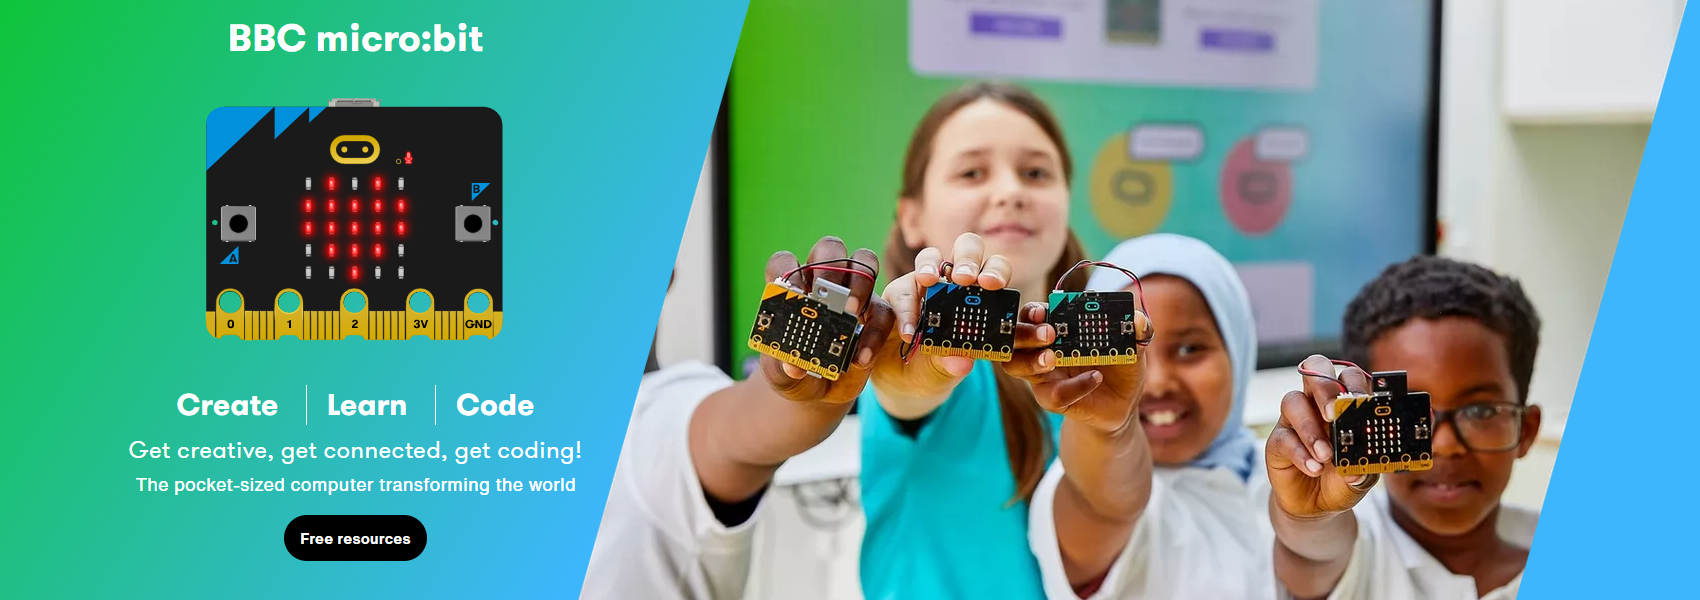 BBC micro:bit
B
A
0 1 2 3V GND
Create Learn Code
Get creative, get connected, get coding!
The pocket-sized computer transforming the world
Free resources